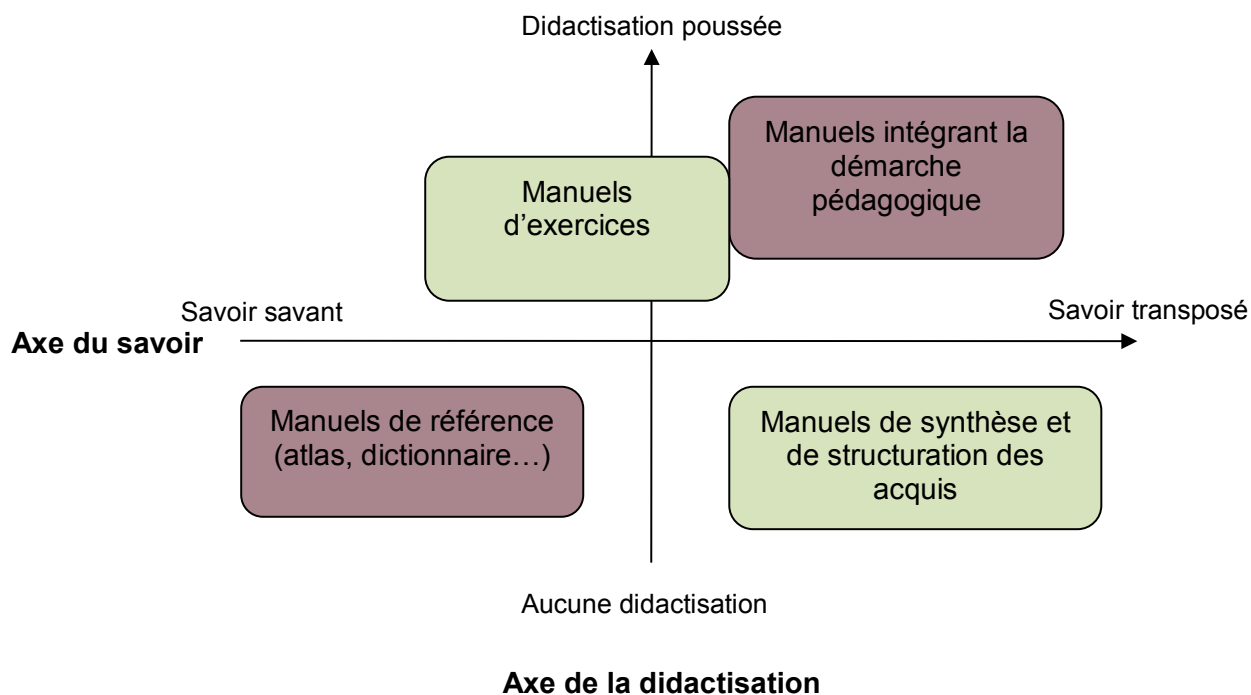 Didactisation poussée
Manuels intégrant la
démarche
pédagogique
Manuels
d’exercices
Savoir savant
Savoir transposé
Axe du savoir
Manuels de référence
(atlas, dictionnaire…)
Manuels de synthèse et
de structuration des
acquis
Aucune didactisation
Axe de la didactisation